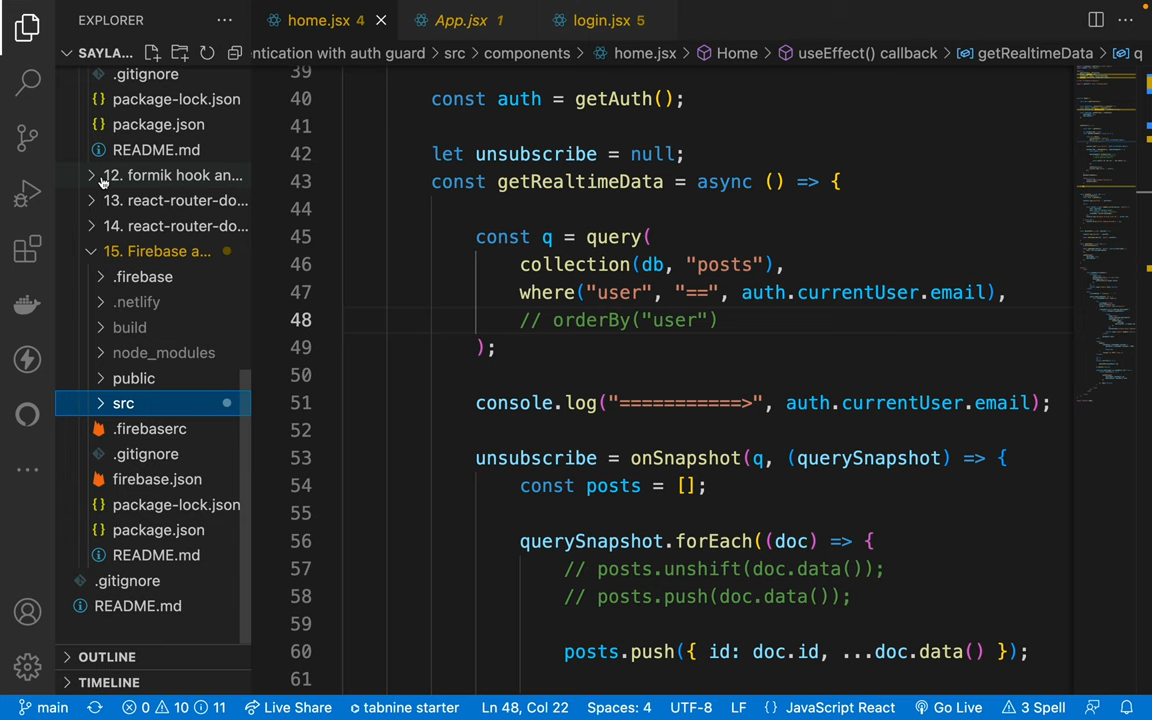 EXPLORER
home.jsx 4
App.jsx 1
login.jsx 5
SAYLA...
ntication with auth guard > src > components > home.jsx > Home > useEffect() callback > getRealtimeData > q
.gitignore
package-lock.json
package.json
README.md
12. formik hook an...
13. react-router-do...
14. react-router-do...
15. Firebase a...
.firebase
.netlify
build
node_modules
public
src
.firebaserc
.gitignore
firebase.json
package-lock.json
package.json
README.md
.gitignore
README.md
OUTLINE
TIMELINE
39
40 const auth = getAuth();
41
42 let unsubscribe = null;
43 const getRealtimeData = async () => {
44
45 const q = query(
46 collection(db, "posts"),
47 where("user", "==", auth.currentUser.email),
48 // orderBy("user")
49 );
50
51 console.log("===========>", auth.currentUser.email);
52
53 unsubscribe = onSnapshot(q, (querySnapshot) => {
54 const posts = [];
55
56 querySnapshot.forEach((doc) => {
57 // posts.unshift(doc.data());
58 // posts.push(doc.data());
59
60 posts.push({ id: doc.id, ...doc.data() });
61
main 0 10 11 Live Share tabnine starter Ln 48, Col 22 Spaces: 4 UTF-8 LF {} JavaScript React Go Live 3 Spell